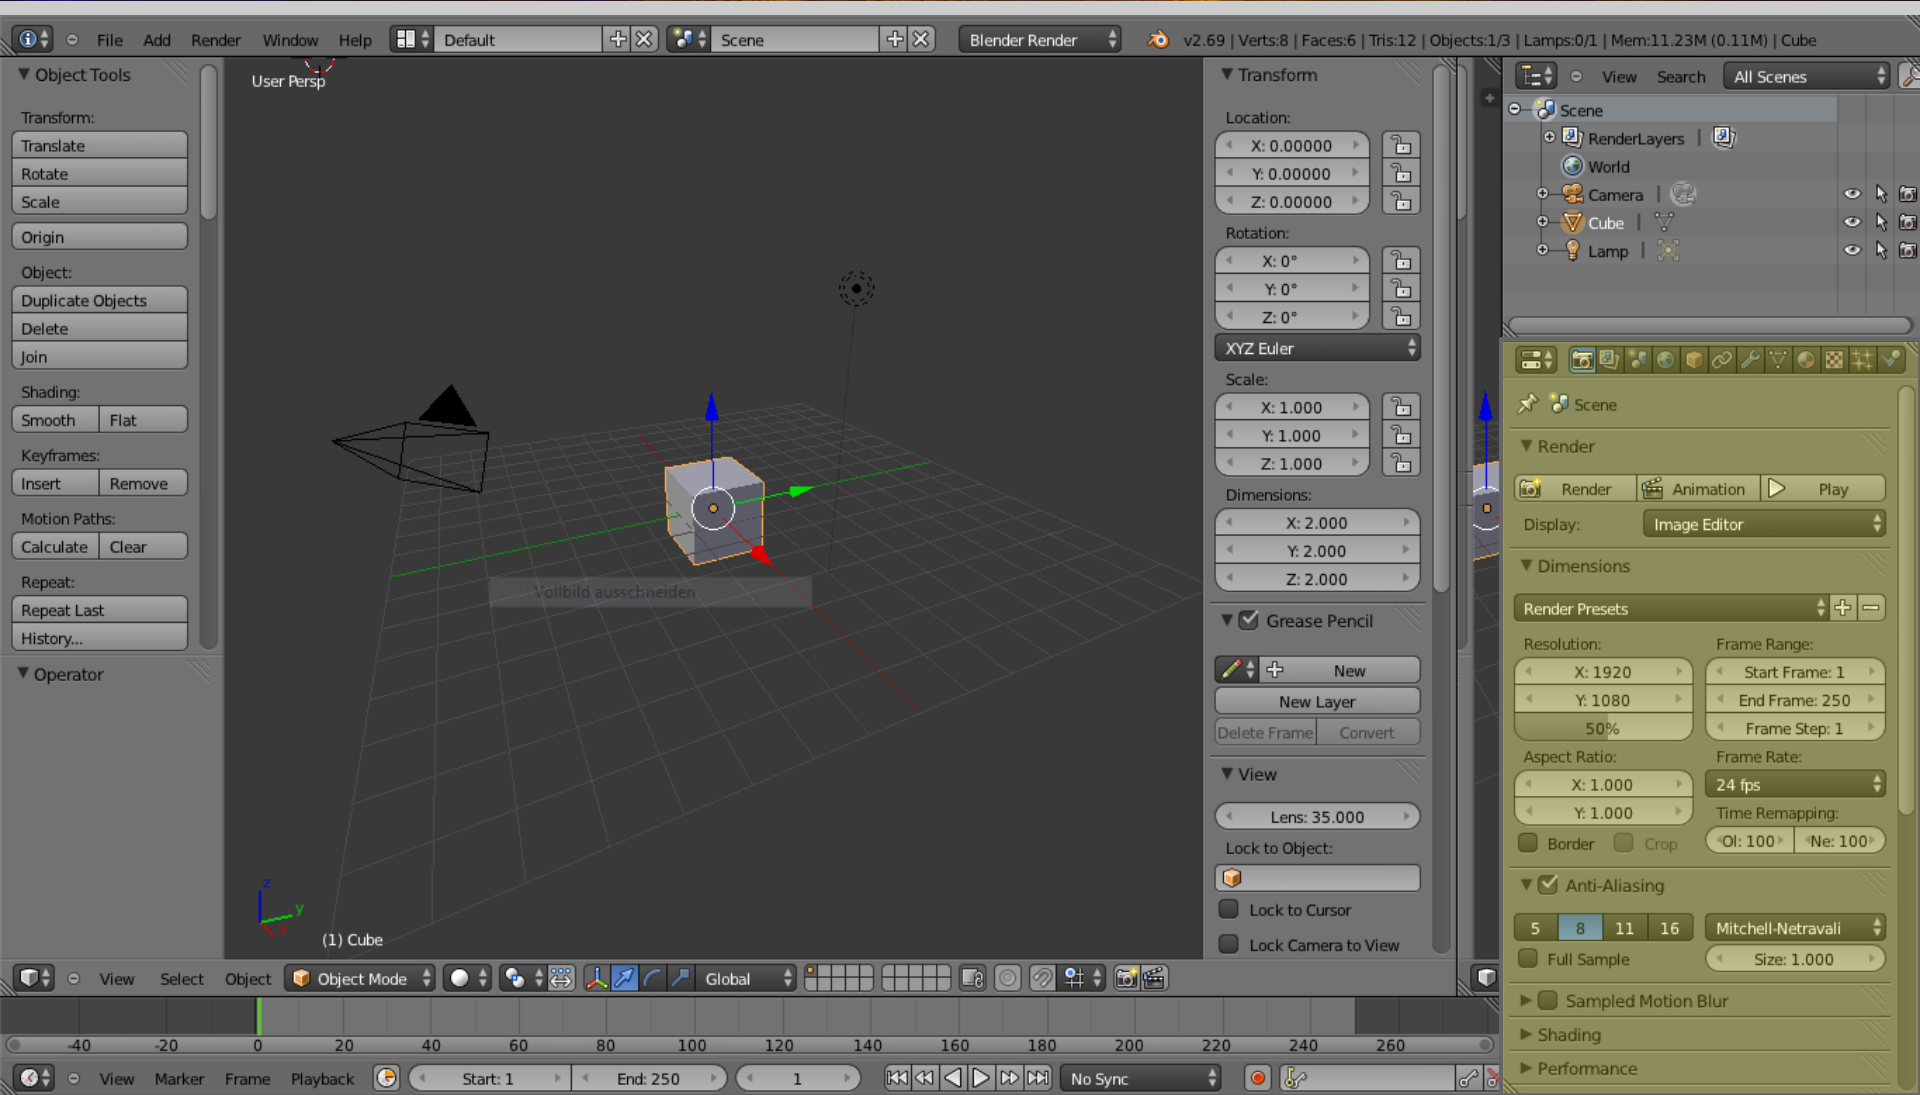 File Add Render Window Help Default Scene Blender Render v2.69 | Verts:8 | Faces:6 | Tris:12 | Objects:1/3 | Lamps:0/1 | Mem:11.23M (0.11M) | Cube
Object Tools
Transform:
Translate
Rotate
Scale
Origin
Object:
Duplicate Objects
Delete
Join
Shading:
Smooth Flat
Keyframes:
Insert Remove
Motion Paths:
Calculate Clear
Repeat:
Repeat Last
History...
Operator
User Persp
Vollbild ausschneiden
z
y
x
(1) Cube
Transform
Location:
X: 0.00000
Y: 0.00000
Z: 0.00000
Rotation:
X: 0°
Y: 0°
Z: 0°
XYZ Euler
Scale:
X: 1.000
Y: 1.000
Z: 1.000
Dimensions:
X: 2.000
Y: 2.000
Z: 2.000
Grease Pencil
New
New Layer
Delete Frame Convert
View
Lens: 35.000
Lock to Object:
Lock to Cursor
Lock Camera to View
View Search All Scenes
Scene
RenderLayers |
World
Camera |
Cube |
Lamp |
Scene
Render
Render Animation Play
Display: Image Editor
Dimensions
Render Presets
Resolution: Frame Range:
X: 1920 Start Frame: 1
Y: 1080 End Frame: 250
50% Frame Step: 1
Aspect Ratio: Frame Rate:
X: 1.000 24 fps
Y: 1.000 Time Remapping:
Border Crop Ol: 100 Ne: 100
Anti-Aliasing
5 8 11 16 Mitchell-Netravali
Full Sample Size: 1.000
Sampled Motion Blur
Shading
Performance
View Select Object Object Mode Global
-40 -20 0 20 40 60 80 100 120 140 160 180 200 220 240 260
View Marker Frame Playback Start: 1 End: 250 1 No Sync